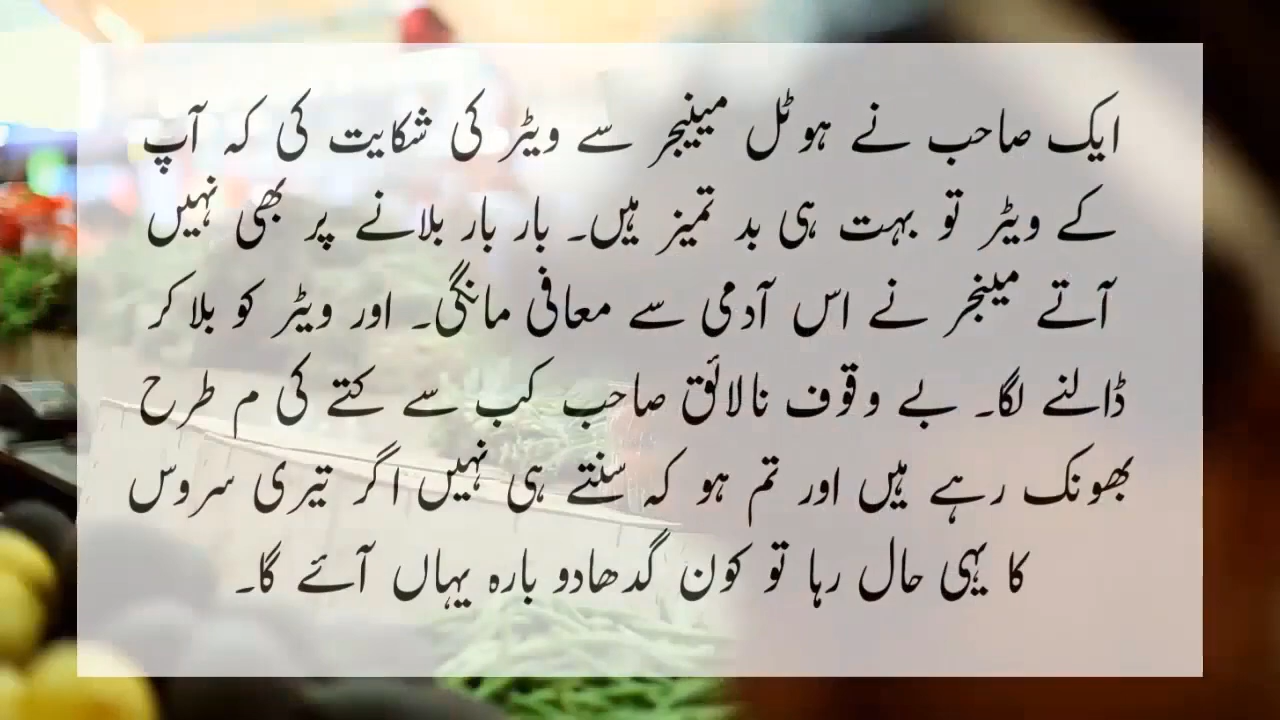 ایک صاحب نے ہوٹل مینیجر سے ویٹر کی شکایت کی کہ آپ
کے ویٹر تو بہت ہی بد تمیز ہیں۔ بار بار بلانے پر بھی نہیں
آتے مینجر نے اس آدمی سے معافی مانگی۔ اور ویٹر کو بلا کر
ڈالنے لگا۔ بے وقوف نالائق صاحب کب سے کتے کی م طرح
بھونک رہے ہیں اور تم ہو کہ سنتے ہی نہیں اگر تیری سروس
کا یہی حال رہا تو کون گدھادو بارہ یہاں آئے گا۔